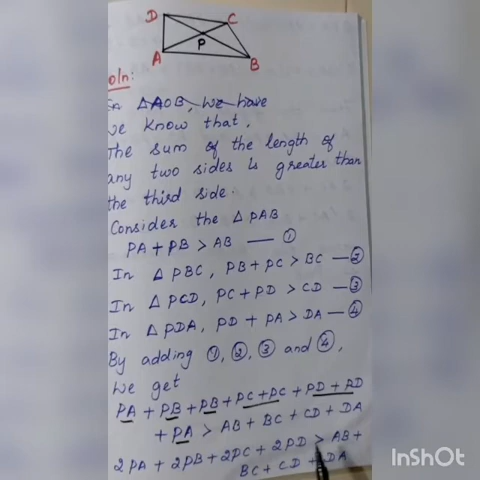 D
C
P
A
B
oln:
In △AOB, we have
we know that,
The sum of the length of
any two sides is greater than
the third side.
Consider the △ PAB
PA + PB > AB — ①
In △ PBC, PB + PC > BC — ②
In △ PCD, PC + PD > CD — ③
In △ PDA, PD + PA > DA — ④
By adding ①, ②, ③ and ④,
we get
PA + PB + PB + PC + PC + PD + PD
+ PA > AB + BC + CD + DA
2PA + 2PB + 2PC + 2PD > AB +
BC + CD + DA
InShOt